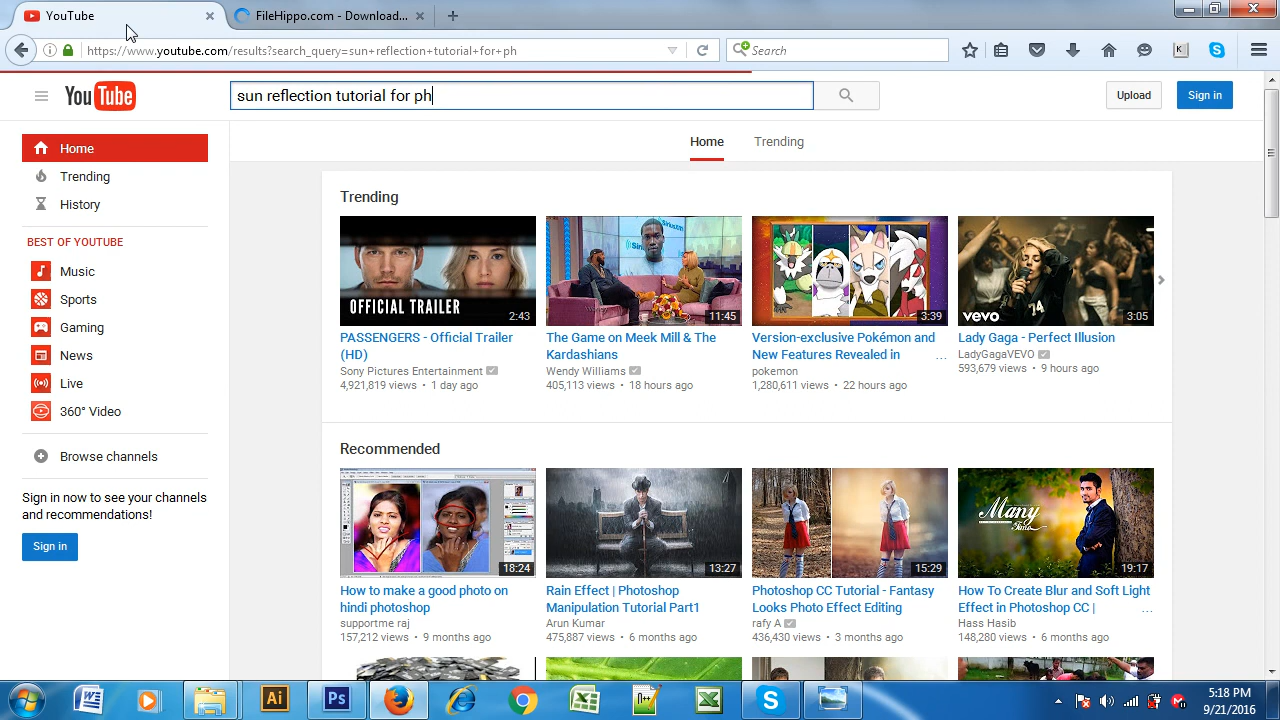 YouTube
FileHippo.com - Download...
https://www.youtube.com/results?search_query=sun+reflection+tutorial+for+ph
Search
YouTube
sun reflection tutorial for ph
Upload
Sign in
Home
Trending
History
BEST OF YOUTUBE
Music
Sports
Gaming
News
Live
360° Video
Browse channels
Sign in now to see your channels
and recommendations!
Sign in
Home
Trending
Trending
OFFICIAL TRAILER
2:43
SiriusXM
11:45
3:39
vevo
74
3:05
PASSENGERS - Official Trailer
(HD)
Sony Pictures Entertainment
4,921,819 views • 1 day ago
The Game on Meek Mill & The
Kardashians
Wendy Williams
405,113 views • 18 hours ago
Version-exclusive Pokémon and
New Features Revealed in ...
pokemon
1,280,611 views • 22 hours ago
Lady Gaga - Perfect Illusion
LadyGagaVEVO
593,679 views • 9 hours ago
Recommended
18:24
13:27
15:29
Many
19:17
How to make a good photo on
hindi photoshop
supportme raj
157,212 views • 9 months ago
Rain Effect | Photoshop
Manipulation Tutorial Part1
Arun Kumar
475,887 views • 6 months ago
Photoshop CC Tutorial - Fantasy
Looks Photo Effect Editing
rafy A
436,430 views • 3 months ago
How To Create Blur and Soft Light
Effect in Photoshop CC | ...
Hass Hasib
148,280 views • 6 months ago
Ai
Ps
5:18 PM
9/21/2016